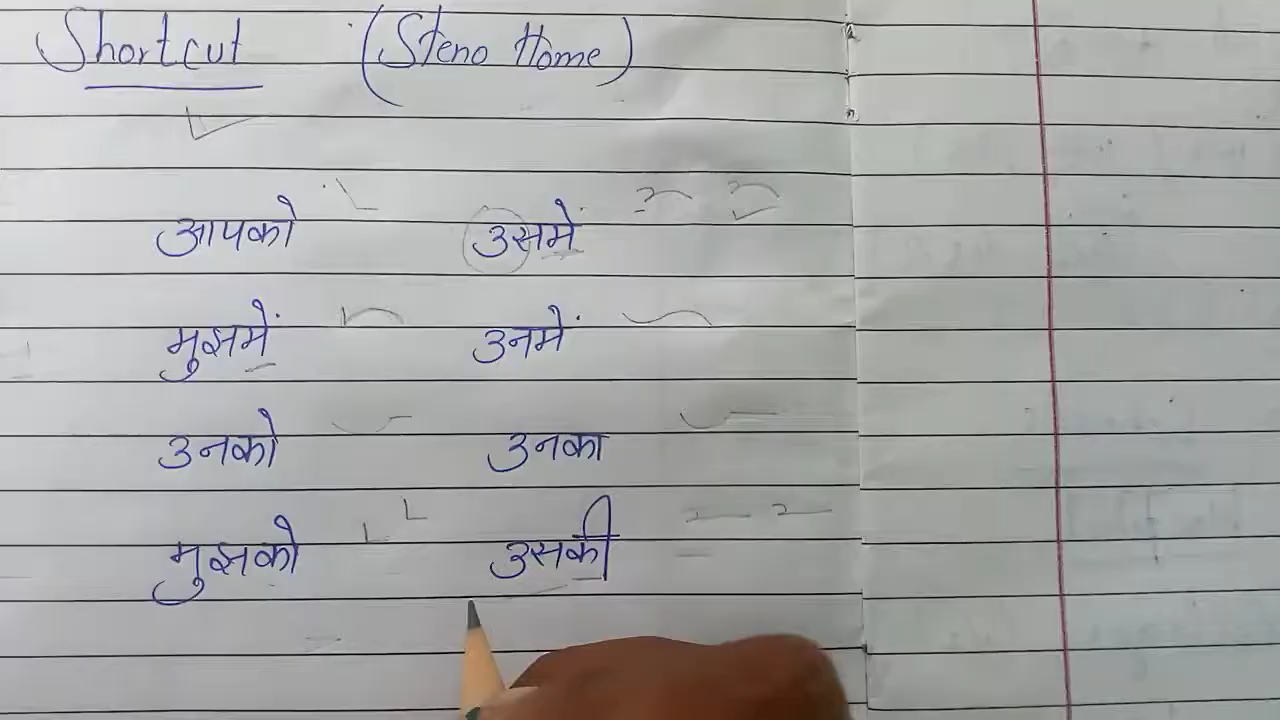 Shortcut (Steno Home)
आपको उसमें
मुझमें उनमें
उनको उनका
मुझको उसकी